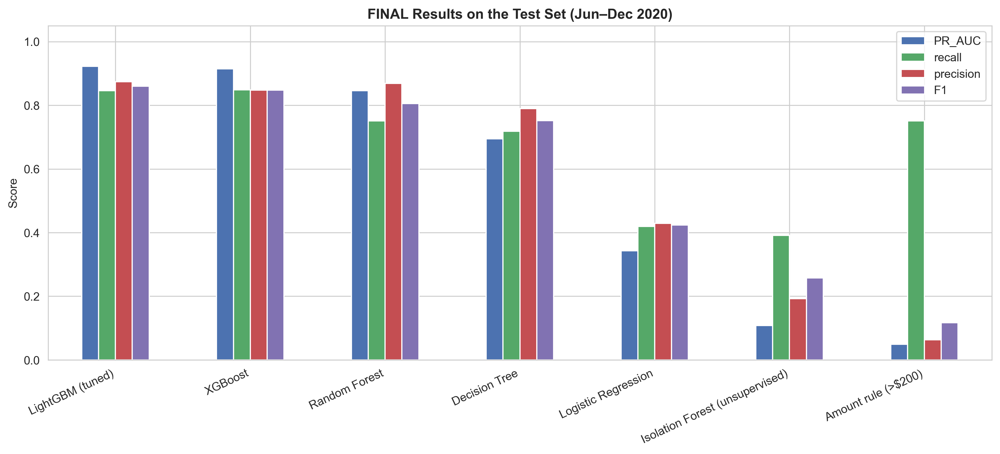 FINAL Results on the Test Set (Jun–Dec 2020)
PR_AUC
recall
precision
F1
Score
1.0
0.8
0.6
0.4
0.2
0.0
LightGBM (tuned)
XGBoost
Random Forest
Decision Tree
Logistic Regression
Isolation Forest (unsupervised)
Amount rule (>$200)